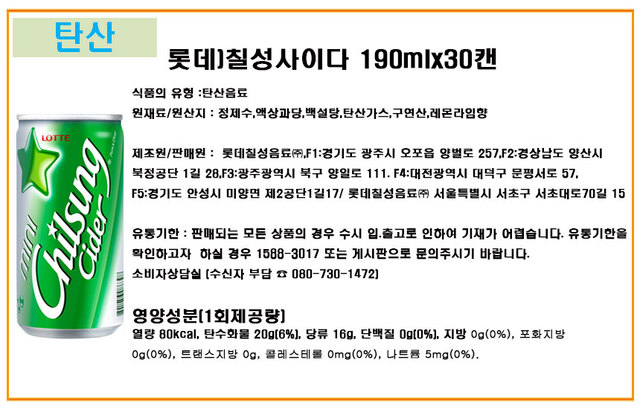 탄산
롯데)칠성사이다 190mlx30캔
식품의 유형 :탄산음료
원재료/원산지 : 정제수,액상과당,백설탕,탄산가스,구연산,레몬라임향
제조원/판매원 : 롯데칠성음료㈜,F1:경기도 광주시 오포읍 양벌로 257,F2:경상남도 양산시
북정공단 1길 26,F3:광주광역시 북구 양일로 111. F4:대전광역시 대덕구 문평서로 57,
F5:경기도 안성시 미양면 제2공단1길17/ 롯데칠성음료㈜ 서울특별시 서초구 서초대로70길 15
유통기한 : 판매되는 모든 상품의 경우 수시 입.출고로 인하여 기재가 어렵습니다. 유통기한을
확인하고자 하실 경우 1588-3017 또는 게시판으로 문의주시기 바랍니다.
소비자상담실 (수신자 부담 ☎ 080-730-1472)
영양성분(1회제공량)
열량 80kcal, 탄수화물 20g(6%), 당류 16g, 단백질 0g(0%), 지방 0g(0%), 포화지방
0g(0%), 트랜스지방 0g, 콜레스테롤 0mg(0%), 나트륨 5mg(0%).
LOTTE
mini
Chilsung
Cider